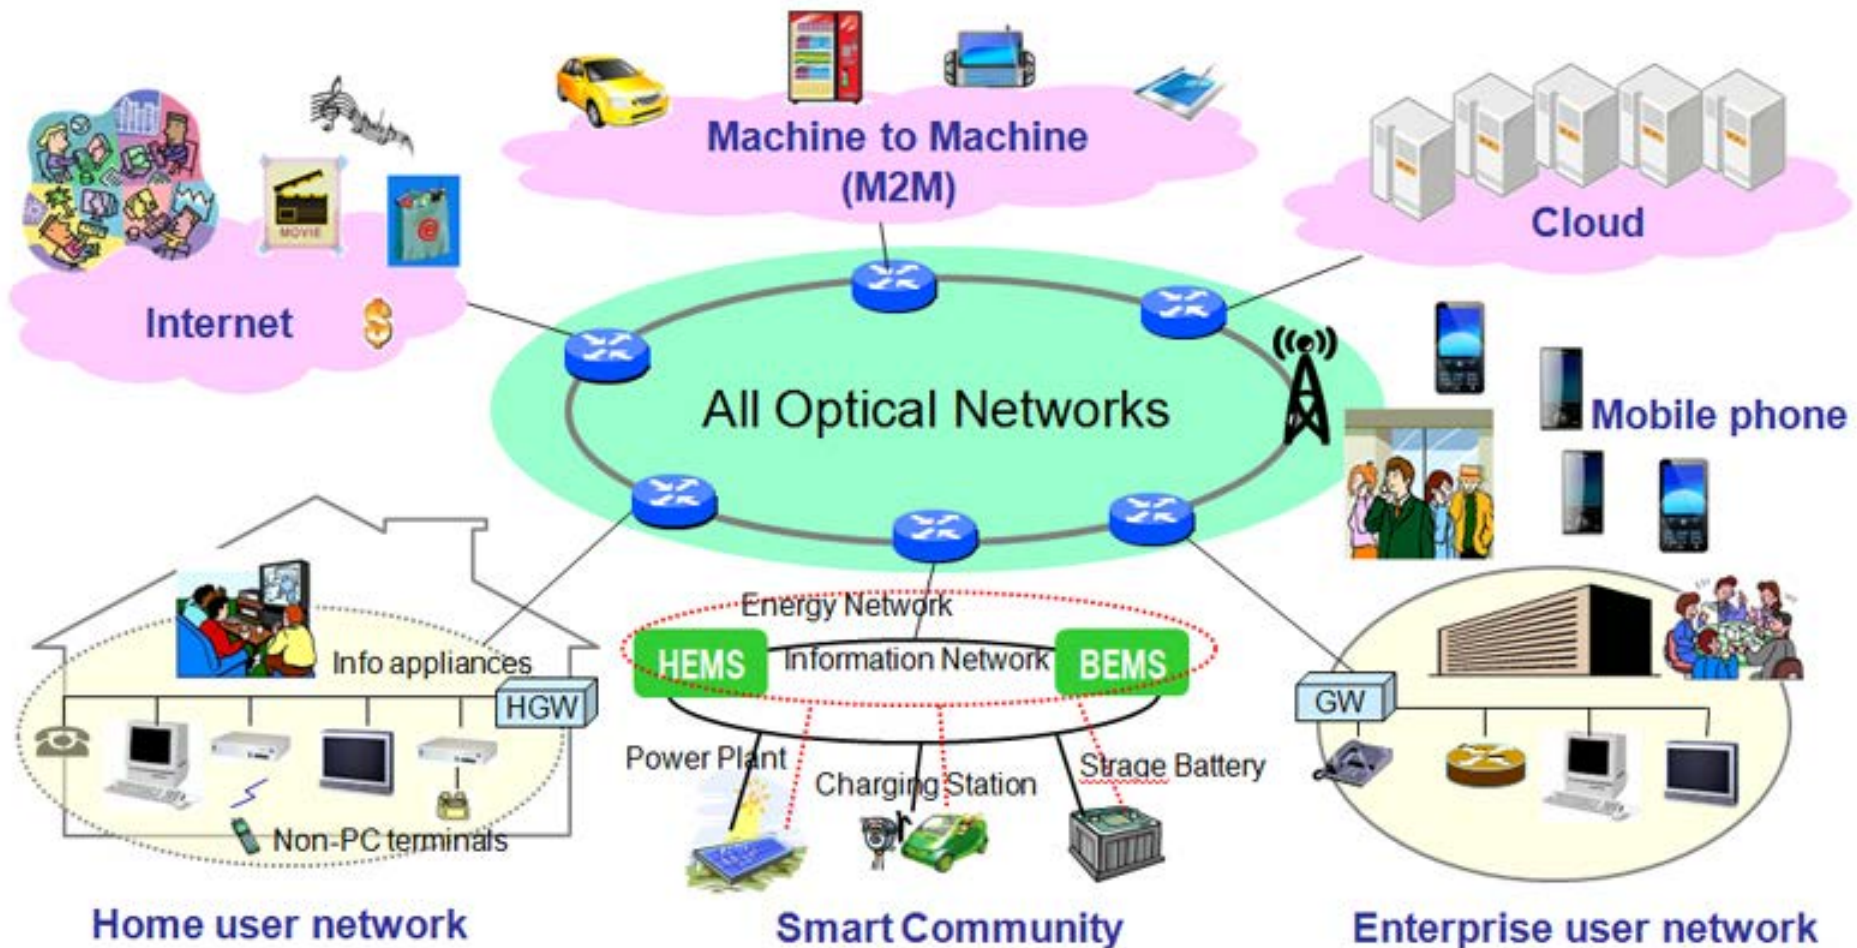 Machine to Machine
(M2M)
Cloud
MOVIE
@
Internet
$
All Optical Networks
Mobile phone
Energy Network
HEMS
Information Network
BEMS
Info appliances
HGW
GW
Power Plant
Charging Station
Strage Battery
Non-PC terminals
Home user network
Smart Community
Enterprise user network